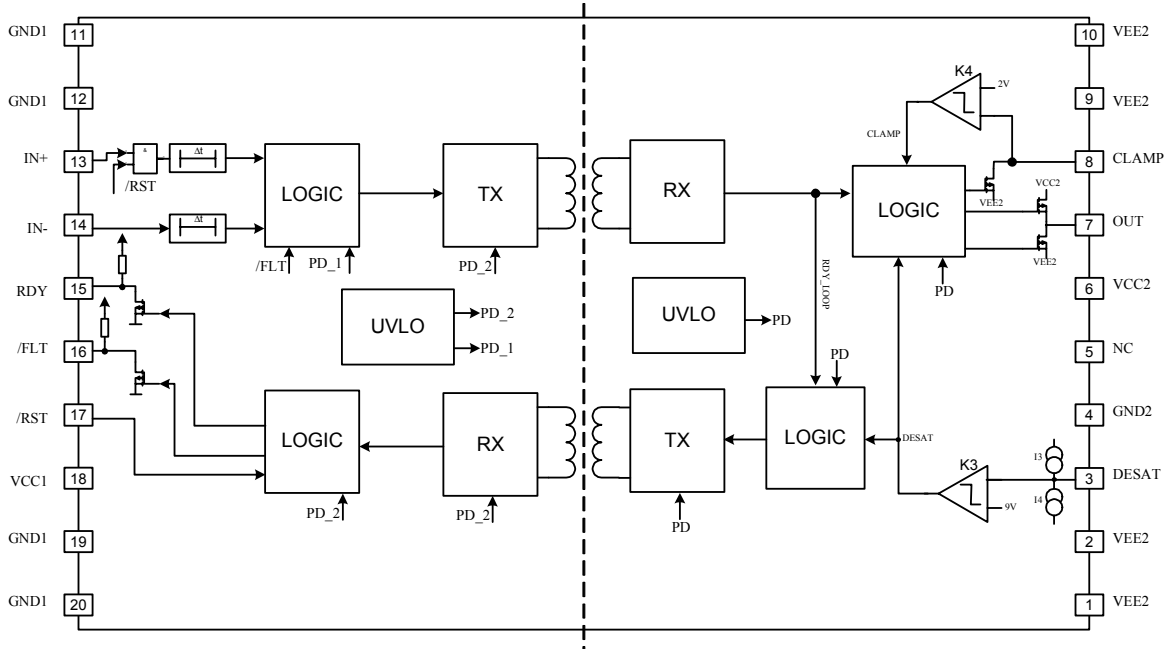 GND1 11
10 VEE2
GND1 12
9 VEE2
IN+ 13
& Δt
/RST
LOGIC
TX
RX
K4
2V
CLAMP
8 CLAMP
LOGIC
VEE2
VCC2
7 OUT
VEE2
IN- 14
Δt
/FLT PD_1
PD_2
PD
RDY_LOOP
RDY 15
UVLO
PD_2
PD_1
UVLO
PD
6 VCC2
/FLT 16
5 NC
PD
/RST 17
LOGIC
RX
TX
LOGIC
DESAT
4 GND2
VCC1 18
PD_2
PD_2
PD
K3
9V
I3
I4
3 DESAT
GND1 19
2 VEE2
GND1 20
1 VEE2